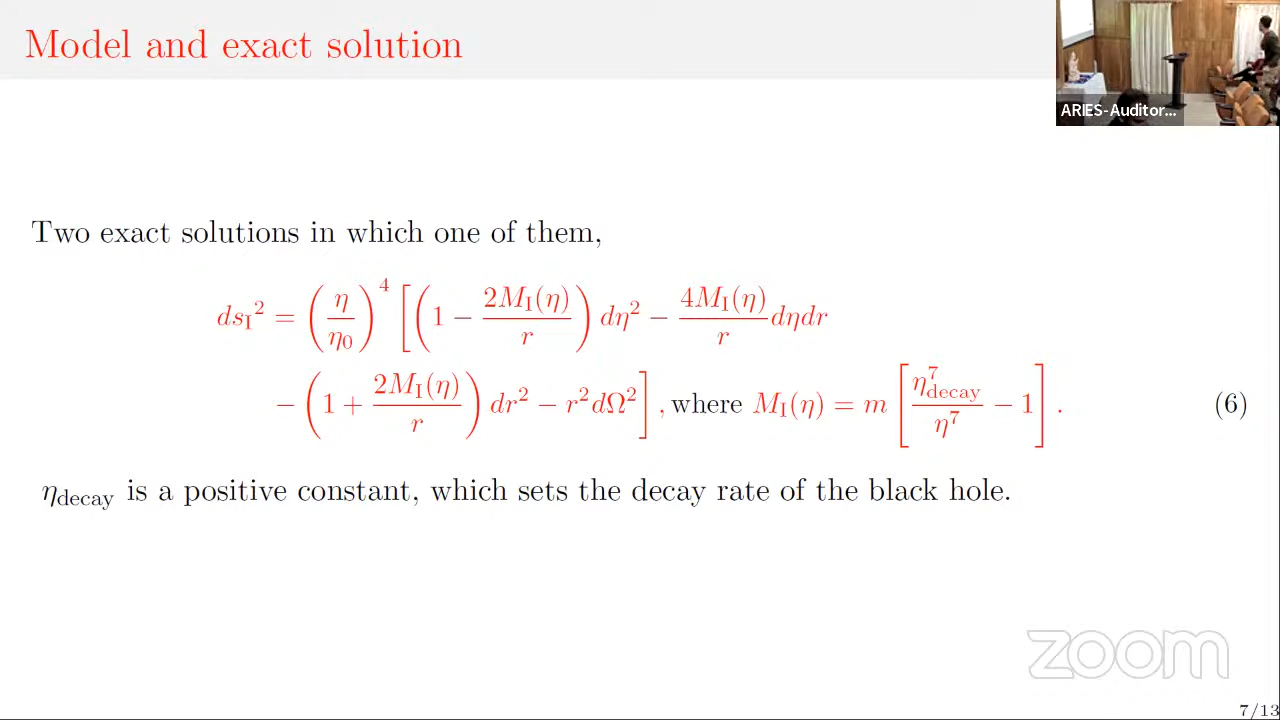 Model and exact solution
ARIES-Auditor...
Two exact solutions in which one of them,
ds_I^2 = (η/η_0)^4 [(1 − 2M_I(η)/r) dη^2 − 4M_I(η)/r dηdr
− (1 + 2M_I(η)/r) dr^2 − r^2dΩ^2], where M_I(η) = m [η_decay^7/η^7 − 1]. (6)
η_decay is a positive constant, which sets the decay rate of the black hole.
zoom
7/13